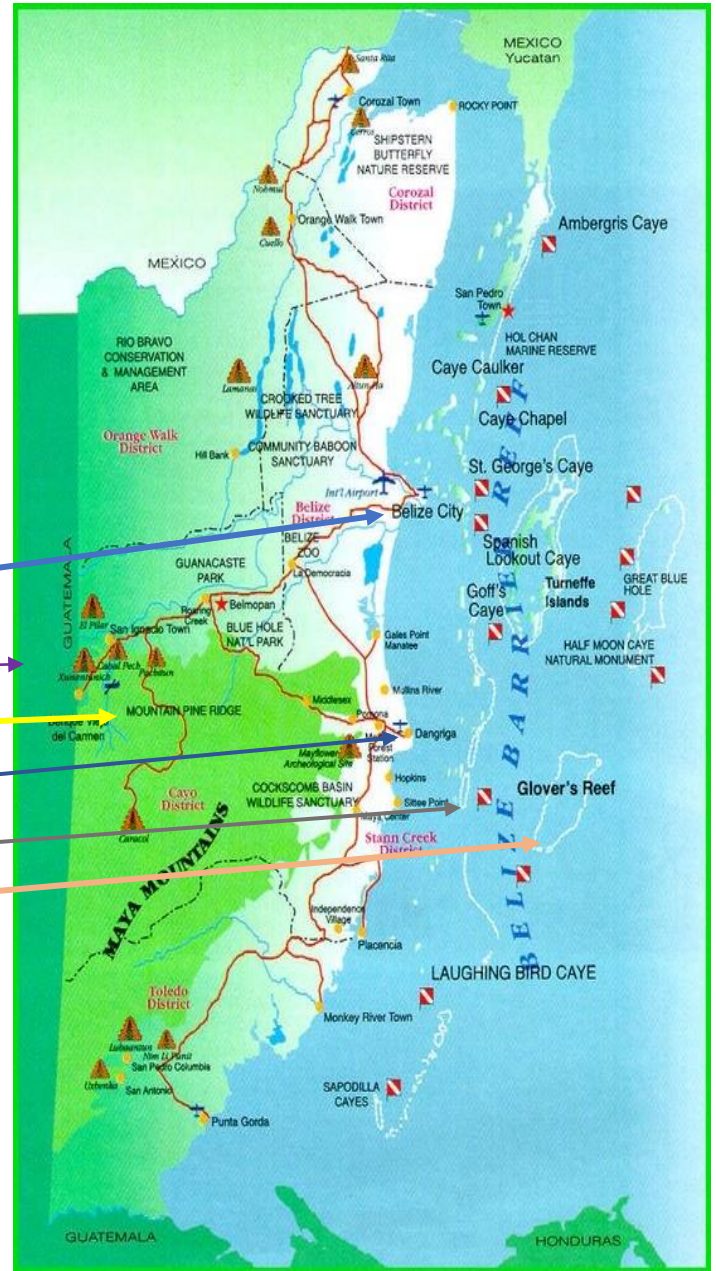 MEXICO
Yucatan
Santa Rita
Corozal Town
ROCKY POINT
Cerros
SHIPSTERN
BUTTERFLY
NATURE RESERVE
Corozal
District
Nohmul
Orange Walk Town
Cuello
Ambergris Caye
MEXICO
San Pedro
Town
HOL CHAN
MARINE RESERVE
RIO BRAVO
CONSERVATION
& MANAGEMENT
AREA
Lamanai
Altun Ha
Caye Caulker
CROOKED TREE
WILDLIFE SANCTUARY
Caye Chapel
Orange Walk
District
Hill Bank
COMMUNITY BABOON
SANCTUARY
St. George's Caye
Int'l Airport
Belize
District
Belize City
BELIZE
ZOO
Spanish
Lookout Caye
GUANACASTE
PARK
La Democracia
Goff's
Caye
Turneffe
Islands
GREAT BLUE
HOLE
GUATEMALA
El Pilar
Roaring
Creek
Belmopan
San Ignacio Town
BLUE HOLE
NAT'L PARK
Gales Point
Manatee
HALF MOON CAYE
NATURAL MONUMENT
Cahal Pech
Xunantunich
Pachitun
Mullins River
MOUNTAIN PINE RIDGE
Middlesex
Pomona
del Carmen
Forest
Station
Dangriga
Mayflower
Archeological Site
Hopkins
COCKSCOMB BASIN
WILDLIFE SANCTUARY
Sittee Point
Maya Center
Glover's Reef
Cayo
District
Caracol
Stann Creek
District
BELIZE BARRIER REEF
MAYA MOUNTAINS
Independence
Village
Placencia
LAUGHING BIRD CAYE
Toledo
District
Monkey River Town
Lubaantun
Nim Li Punit
San Pedro Columbia
Uxbenka
San Antonio
SAPODILLA
CAYES
Punta Gorda
GUATEMALA
HONDURAS